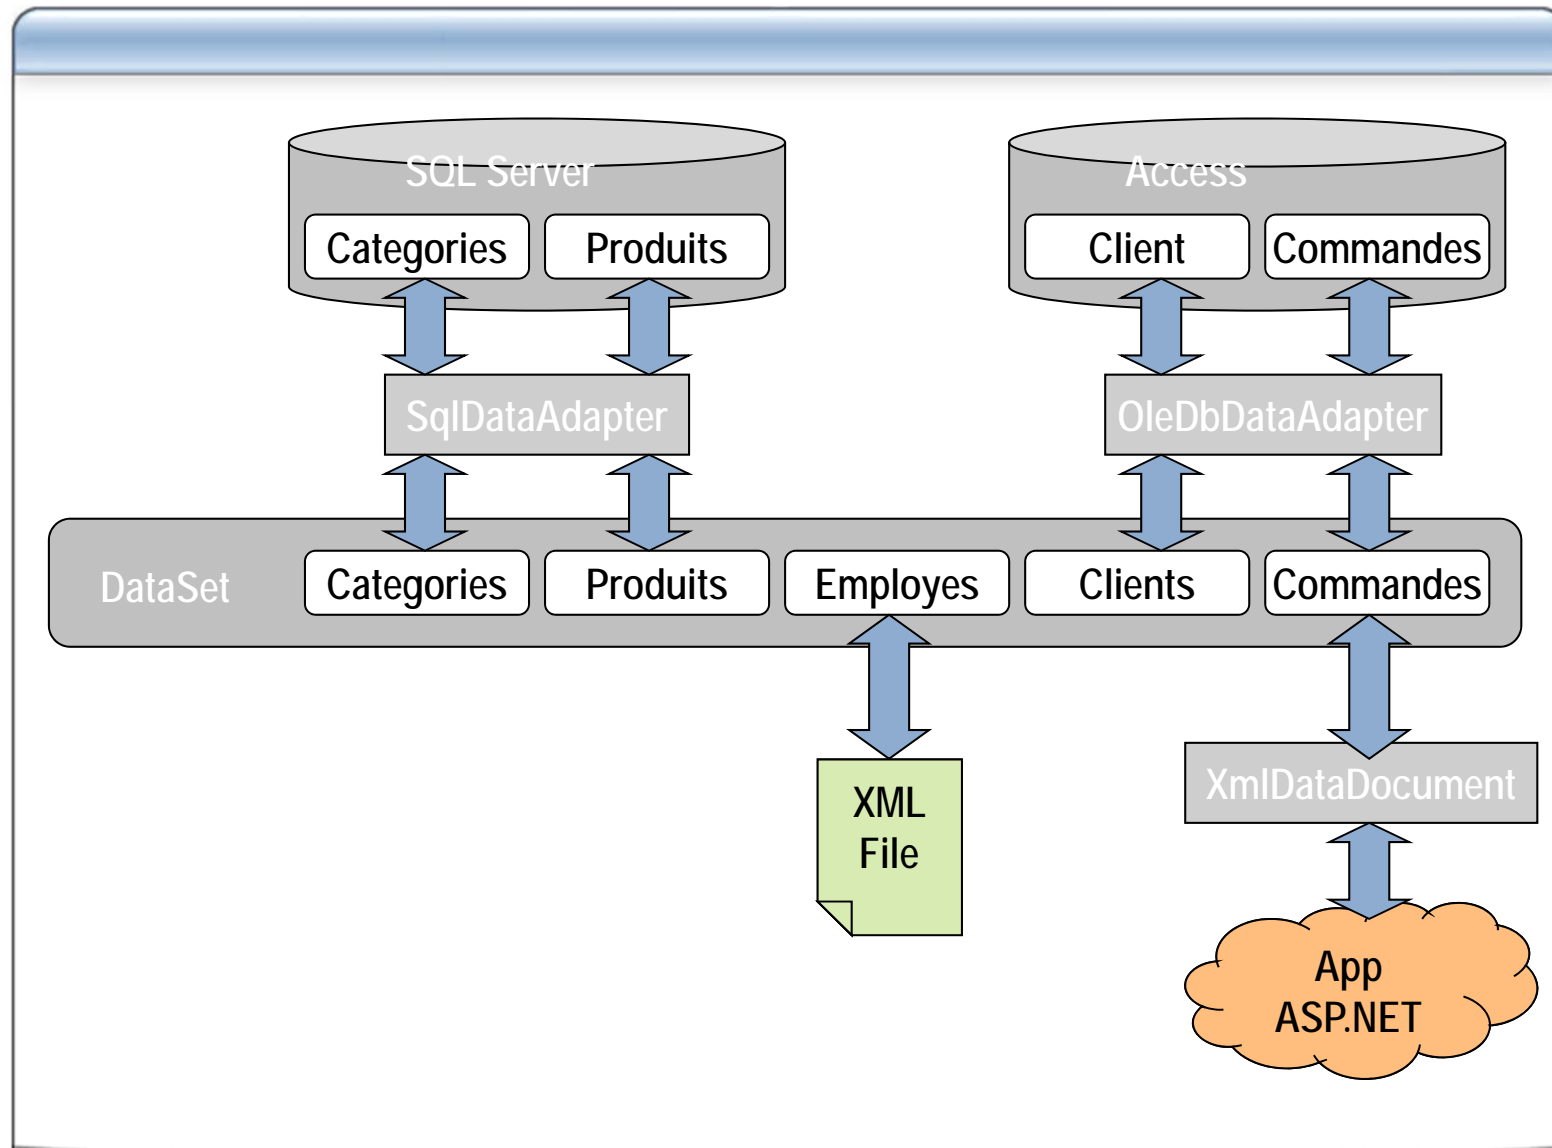 SQL Server
Access
Categories
Produits
Client
Commandes
SqlDataAdapter
OleDbDataAdapter
DataSet
Categories
Produits
Employes
Clients
Commandes
XML
File
XmlDataDocument
App
ASP.NET